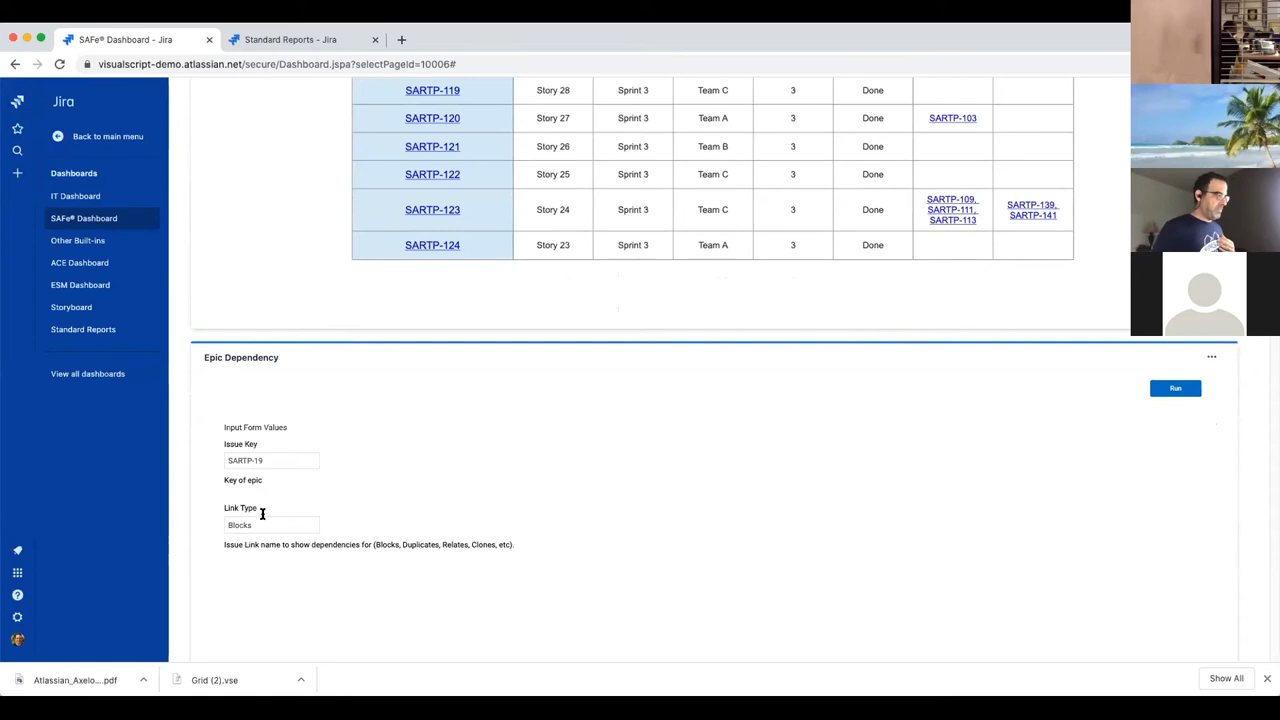 SAFe® Dashboard - Jira
Standard Reports - Jira
visualscript-demo.atlassian.net/secure/Dashboard.jspa?selectPageId=10006#
Jira
Back to main menu
Dashboards
IT Dashboard
SAFe® Dashboard
Other Built-ins
ACE Dashboard
ESM Dashboard
Storyboard
Standard Reports
View all dashboards
SARTP-119 Story 28 Sprint 3 Team C 3 Done
SARTP-120 Story 27 Sprint 3 Team A 3 Done SARTP-103
SARTP-121 Story 26 Sprint 3 Team B 3 Done
SARTP-122 Story 25 Sprint 3 Team C 3 Done
SARTP-123 Story 24 Sprint 3 Team C 3 Done SARTP-109, SARTP-111, SARTP-113 SARTP-139, SARTP-141
SARTP-124 Story 23 Sprint 3 Team A 3 Done
Epic Dependency
Run
Input Form Values
Issue Key
SARTP-19
Key of epic
Link Type
Blocks
Issue Link name to show dependencies for (Blocks, Duplicates, Relates, Clones, etc).
Atlassian_Axelo....pdf
Grid (2).vse
Show All